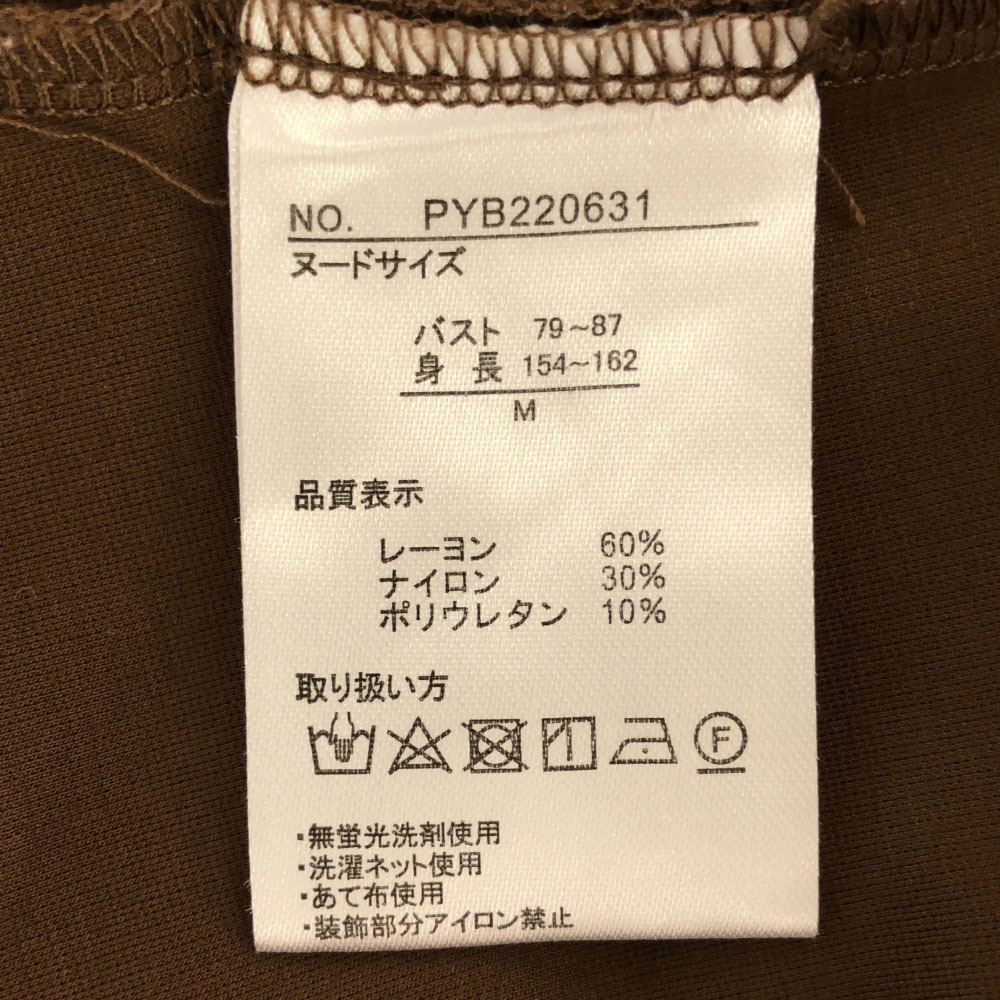 NO. PYB220631
ヌードサイズ
バスト 79~87
身長 154~162
M
品質表示
レーヨン 60%
ナイロン 30%
ポリウレタン 10%
取り扱い方
F
・無蛍光洗剤使用
・洗濯ネット使用
・あて布使用
・装飾部分アイロン禁止